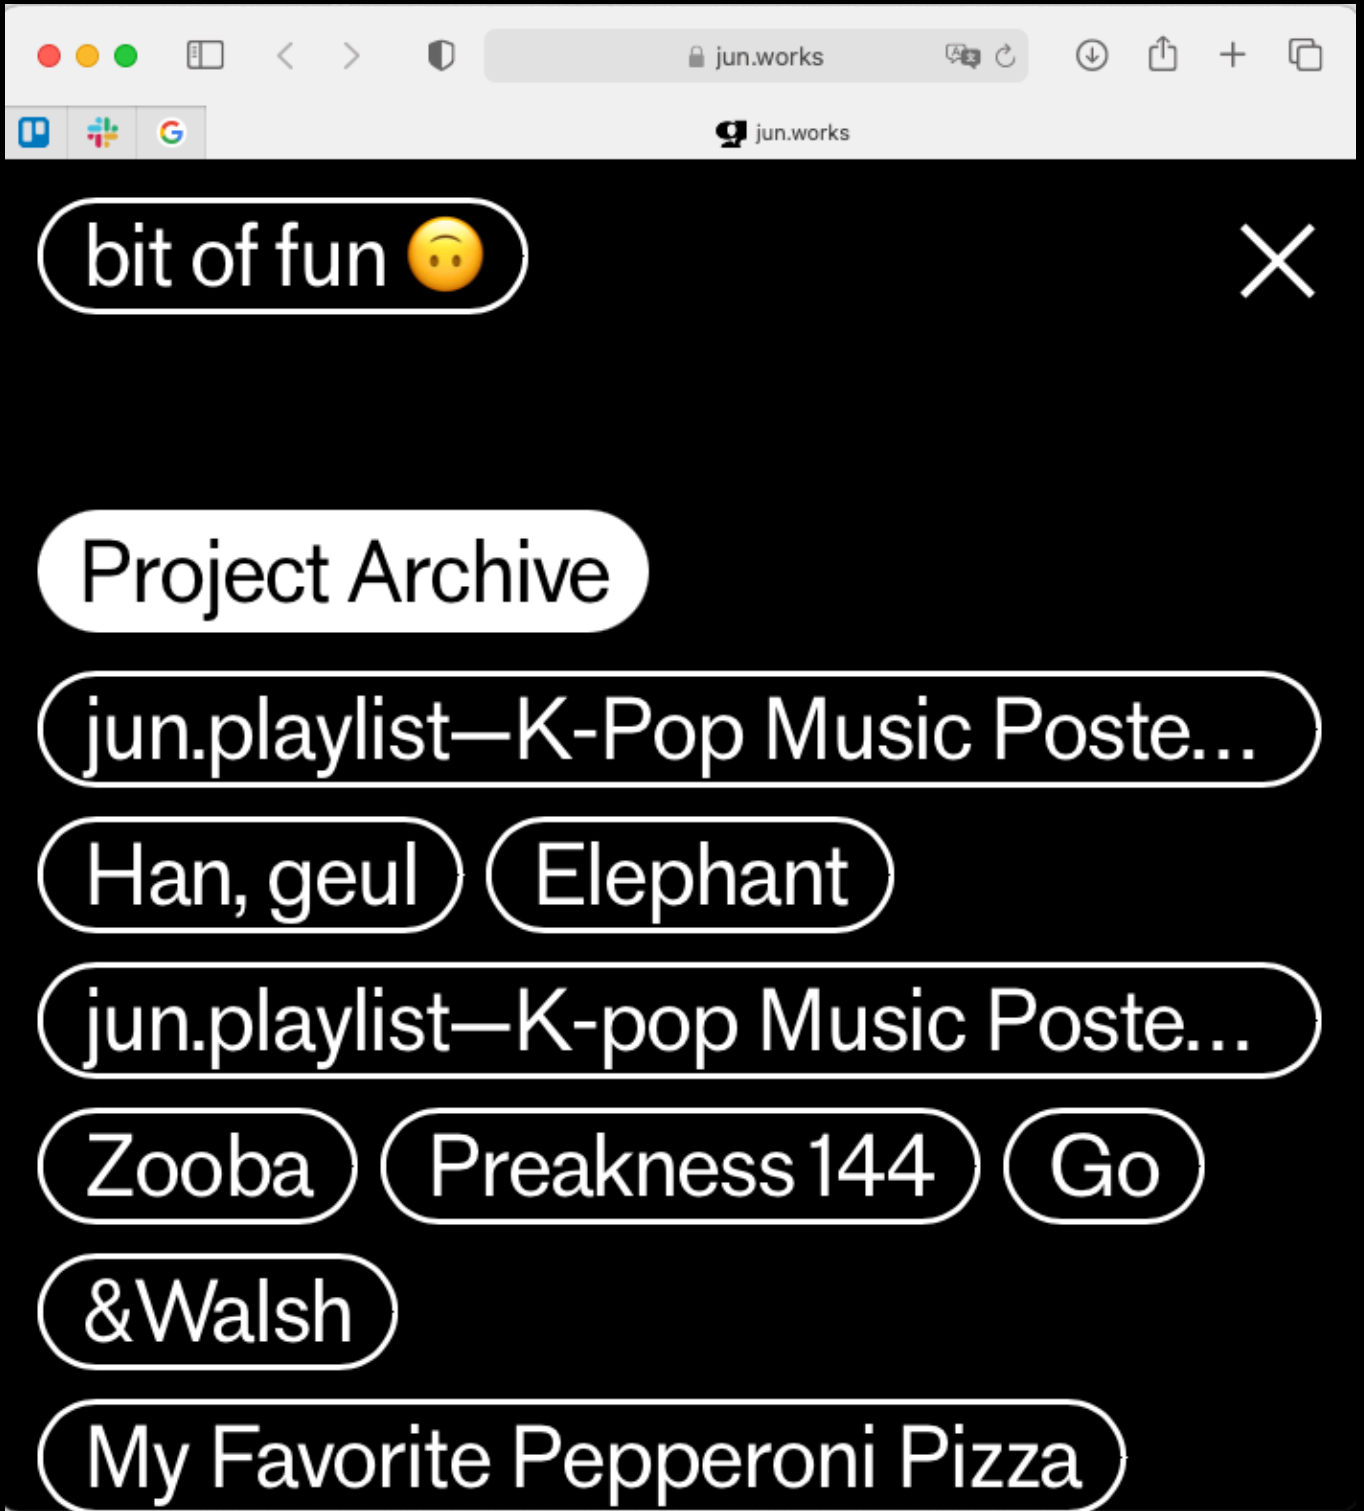 jun.works
jun.works
bit of fun 🙃
Project Archive
jun.playlist—K-Pop Music Poste...
Han, geul Elephant
jun.playlist—K-pop Music Poste...
Zooba Preakness 144 Go
&Walsh
My Favorite Pepperoni Pizza